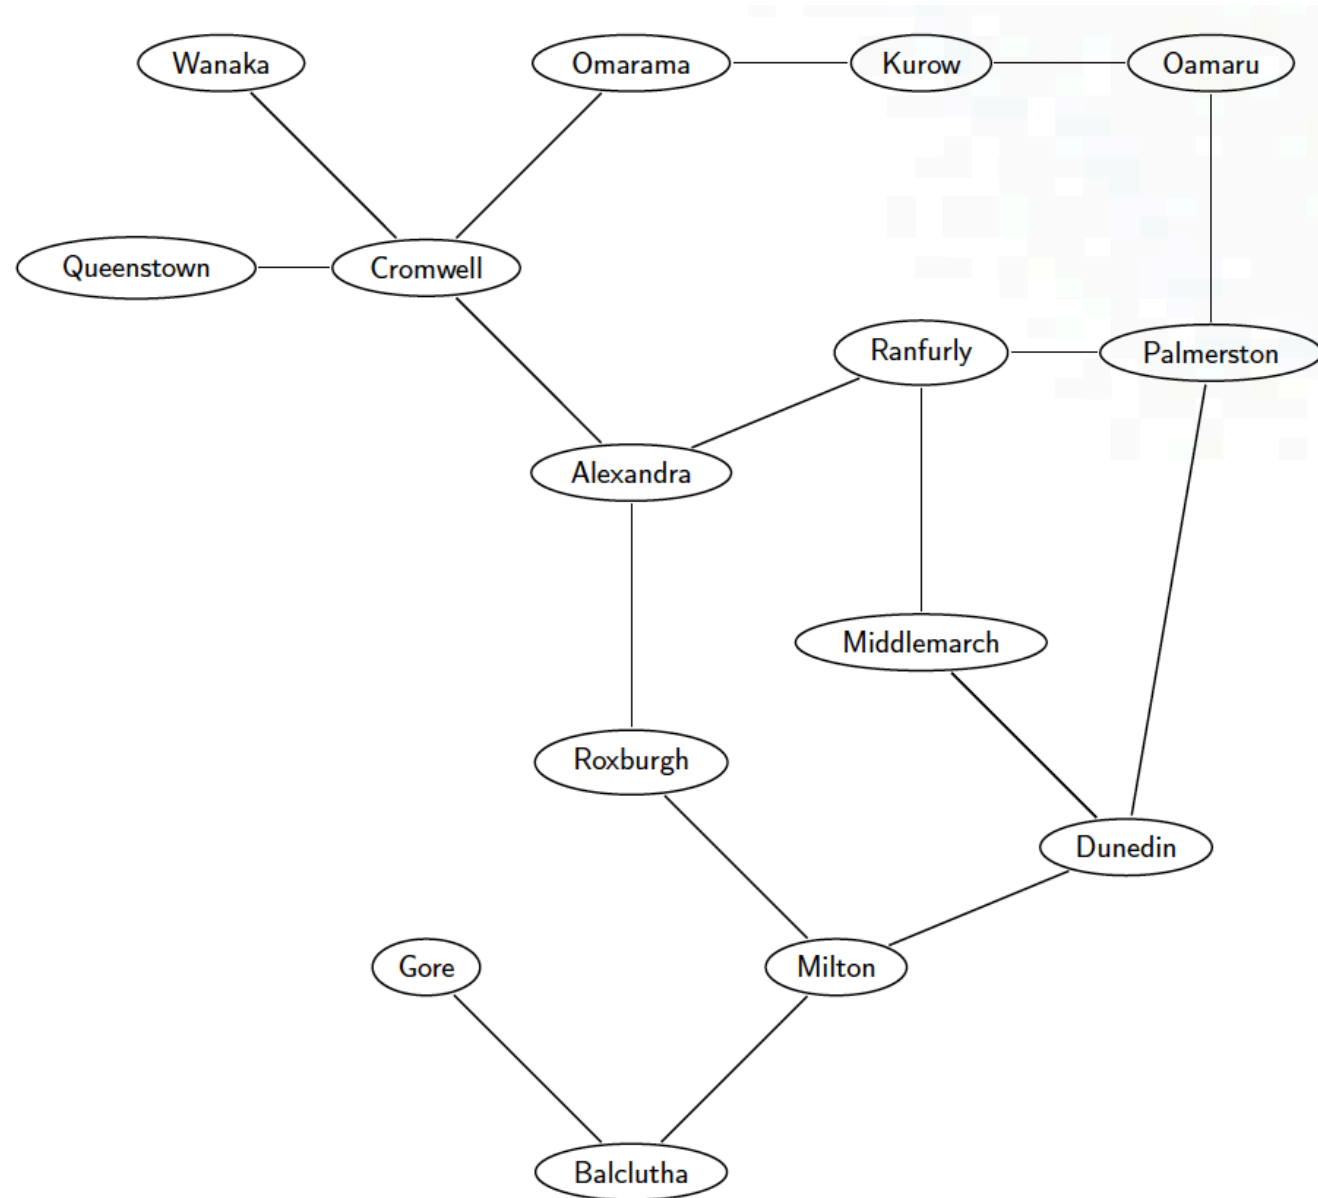 Wanaka
Omarama
Kurow
Oamaru
Queenstown
Cromwell
Ranfurly
Palmerston
Alexandra
Middlemarch
Roxburgh
Dunedin
Gore
Milton
Balclutha